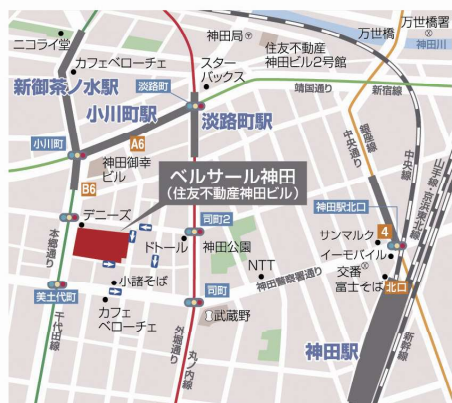 ニコライ堂
神田局
万世橋
万世橋署
神田川
住友不動産
神田ビル2号館
カフェベローチェ
スター
バックス
新御茶ノ水駅
靖国通り
新宿線
小川町駅
淡路町
淡路町駅
中央通り
銀座線
中央線
山手線・京浜東北線
小川町
A6
神田御幸
ビル
ベルサール神田
(住友不動産神田ビル)
B6
デニーズ
司町2
神田駅北口
本郷通り
ドトール
神田公園
サンマルク
4
イーモバイル
NTT
交番
小諸そば
神田警察署通り
富士そば
北口
美土代町
司町
カフェ
ベローチェ
武蔵野
千代田線
外堀通り
丸ノ内線
神田駅
新幹線